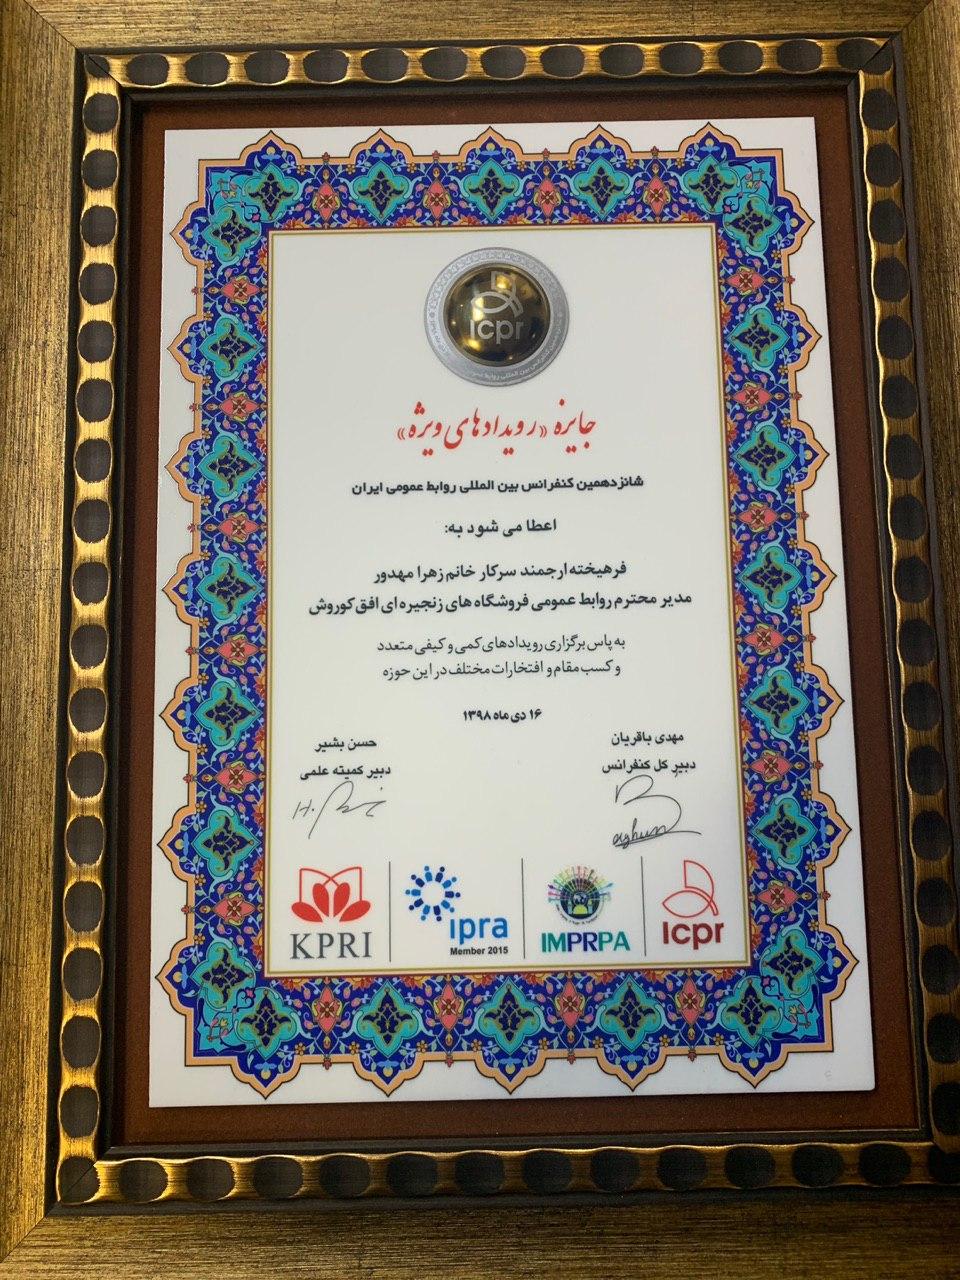 icpr
جایزه «رویدادهای ویژه»
شانزدهمین کنفرانس بین المللی روابط عمومی ایران
اعطا می شود به:
فرهیخته ارجمند سرکار خانم زهرا مهدور
مدیر محترم روابط عمومی فروشگاه های زنجیره ای افق کوروش
به پاس برگزاری رویدادهای کمی و کیفی متعدد
و کسب مقام و افتخارات مختلف در این حوزه
۱۶ دی ماه ۱۳۹۸
مهدی باقریان
دبیر کل کنفرانس
حسن بشیر
دبیر کمیته علمی
KPRI
ipra
Member 2015
IMPRPA
icpr